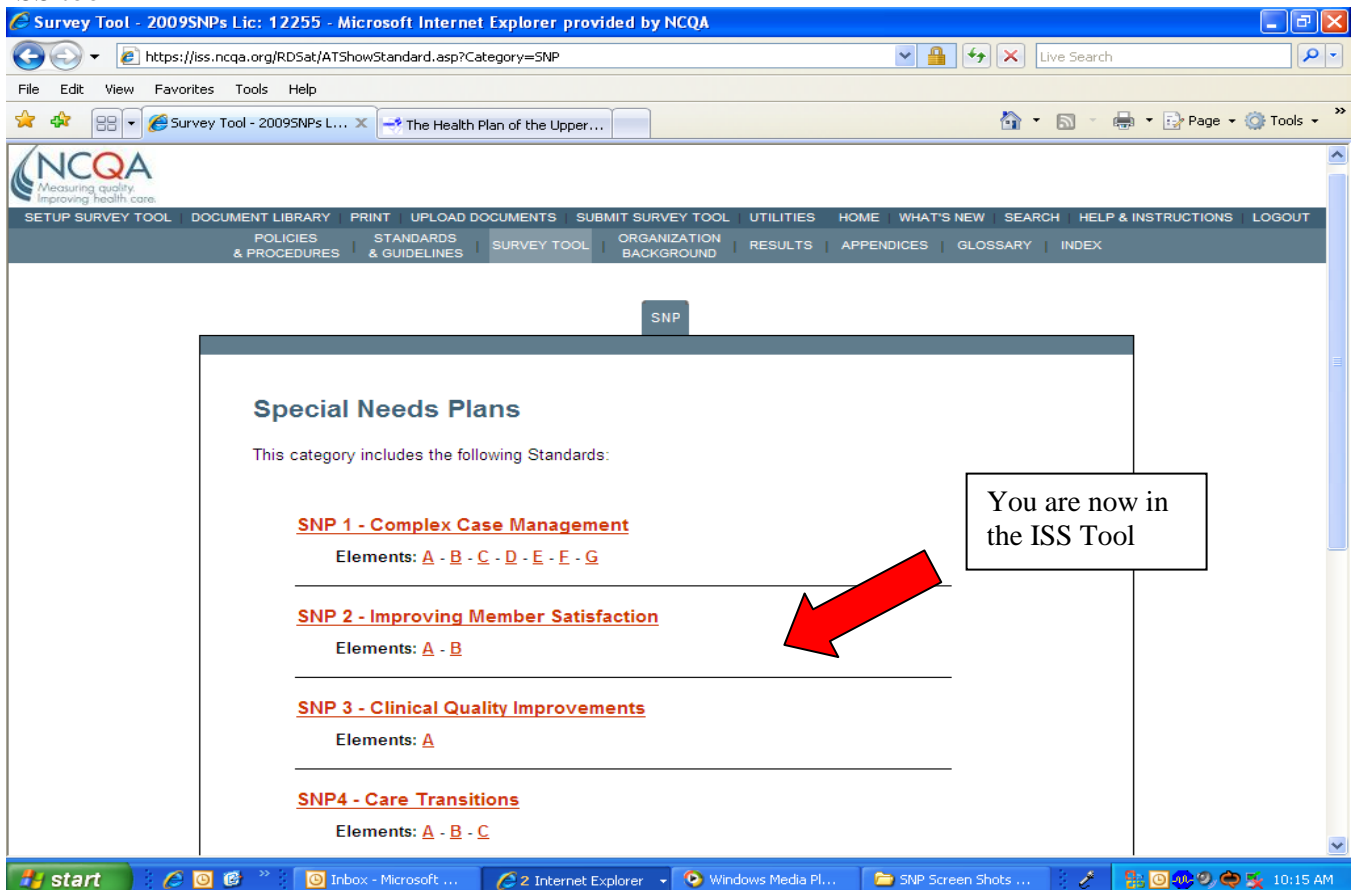 Survey Tool - 2009SNPs Lic: 12255 - Microsoft Internet Explorer provided by NCQA
https://iss.ncqa.org/RDSat/ATShowStandard.asp?Category=SNP
Live Search
File Edit View Favorites Tools Help
Survey Tool - 2009SNPs L... The Health Plan of the Upper... Page Tools
NCQA
Measuring quality.
Improving health care.
SETUP SURVEY TOOL | DOCUMENT LIBRARY | PRINT | UPLOAD DOCUMENTS | SUBMIT SURVEY TOOL | UTILITIES HOME | WHAT'S NEW | SEARCH | HELP & INSTRUCTIONS | LOGOUT
POLICIES & PROCEDURES | STANDARDS & GUIDELINES | SURVEY TOOL | ORGANIZATION BACKGROUND | RESULTS | APPENDICES | GLOSSARY | INDEX
SNP
Special Needs Plans
This category includes the following Standards:
You are now in
the ISS Tool
SNP 1 - Complex Case Management
Elements: A - B - C - D - E - F - G
SNP 2 - Improving Member Satisfaction
Elements: A - B
SNP 3 - Clinical Quality Improvements
Elements: A
SNP4 - Care Transitions
Elements: A - B - C
start Inbox - Microsoft ... 2 Internet Explorer Windows Media Pl... SNP Screen Shots ... 10:15 AM